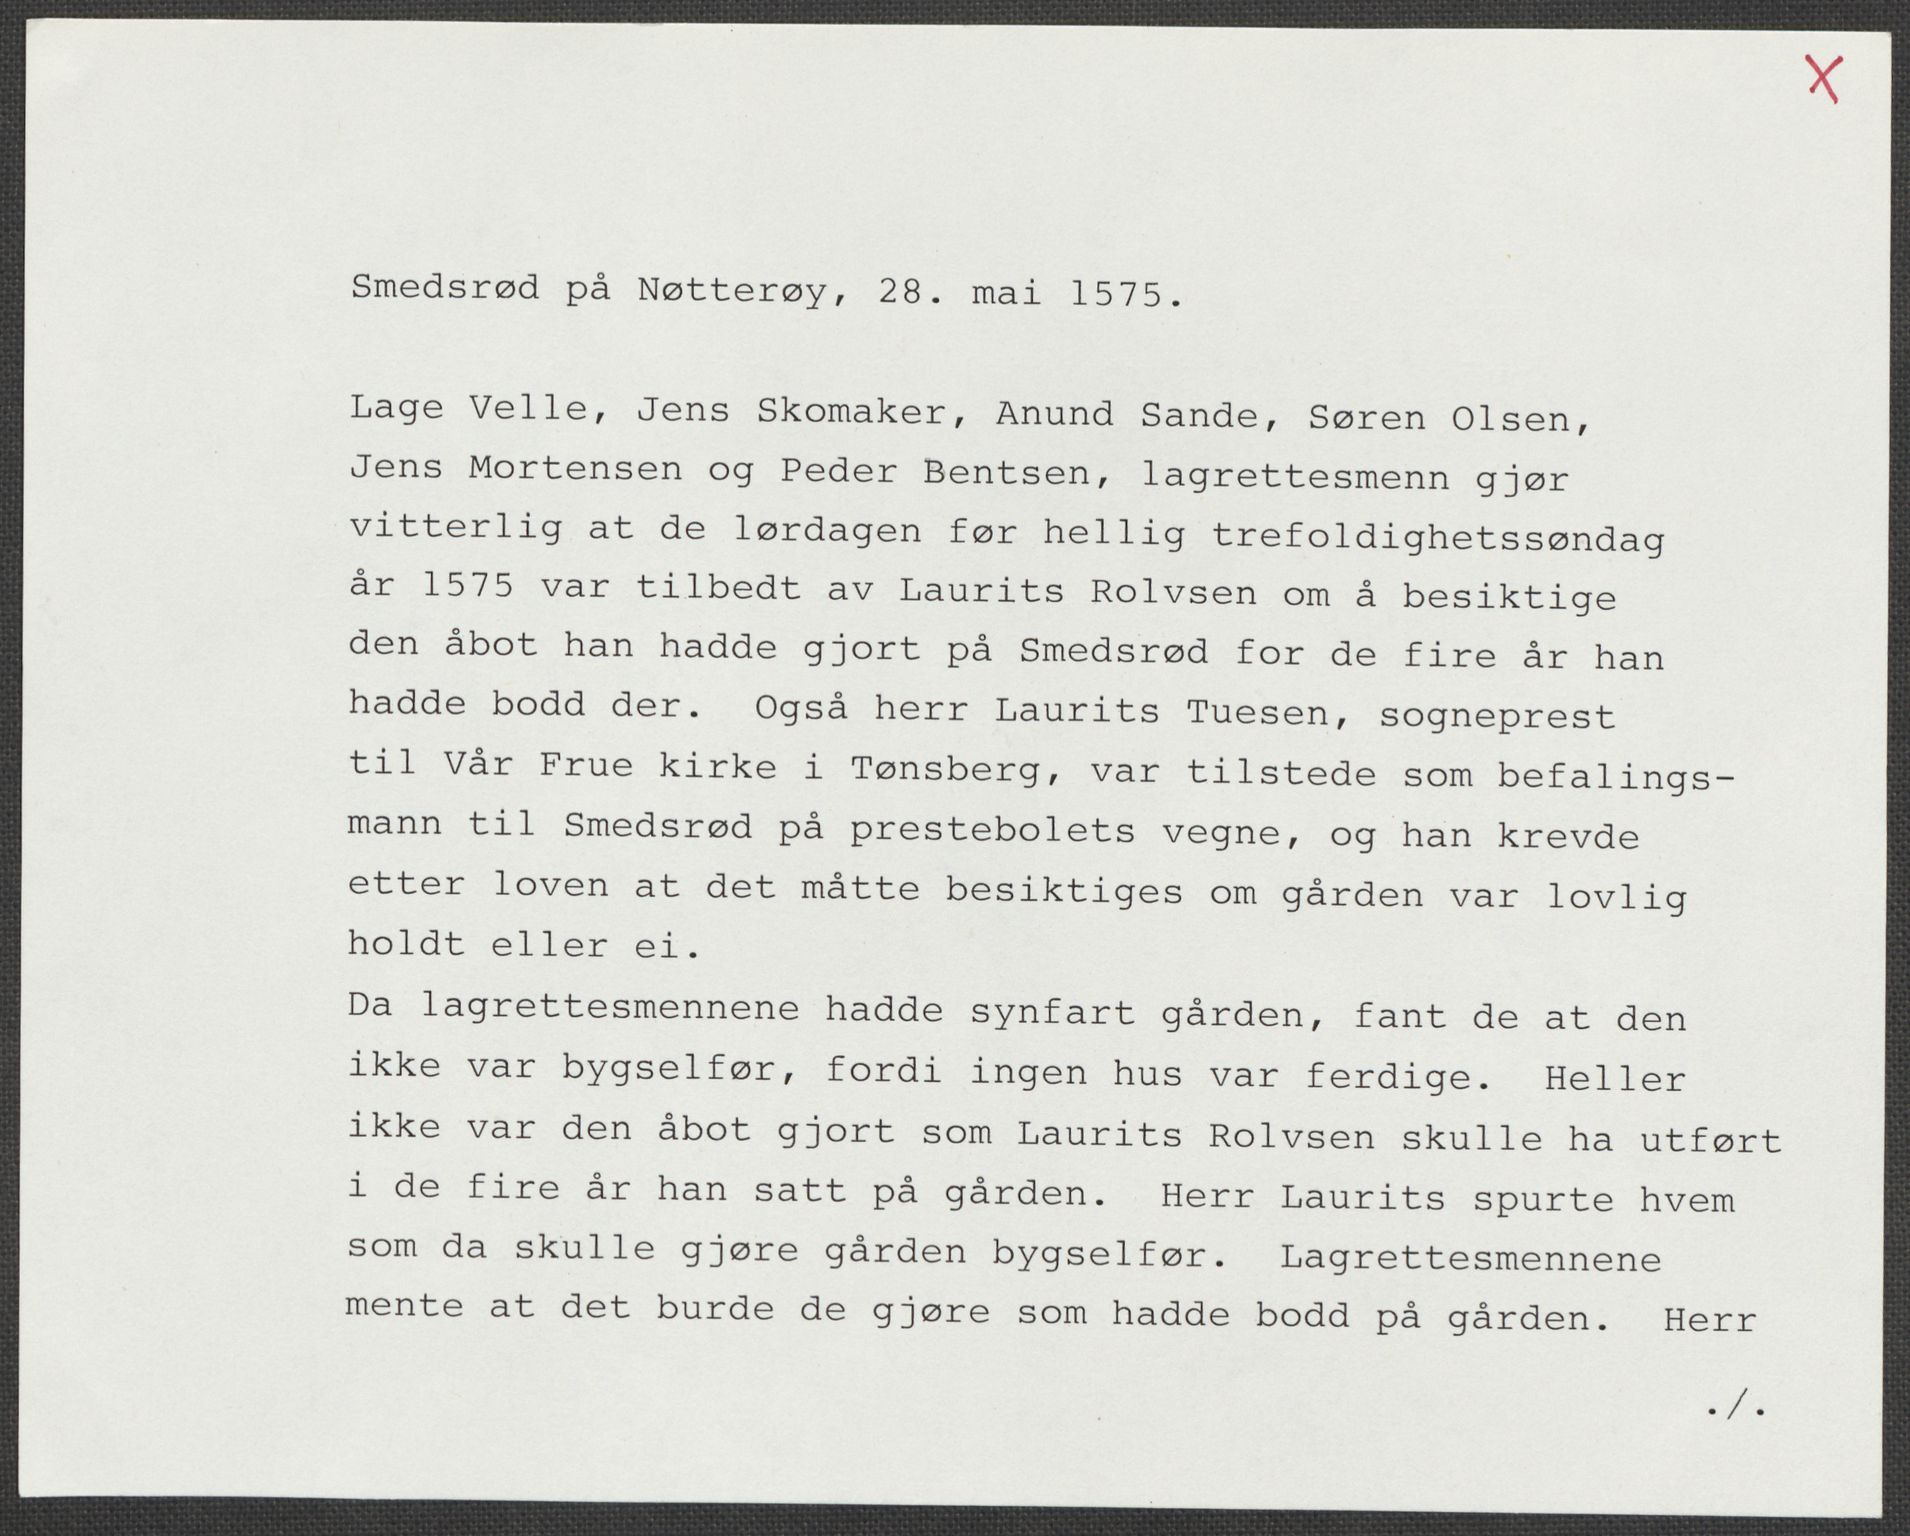 X
Smedsrød på Nøtterøy, 28. mai 1575.
Lage Velle, Jens Skomaker, Anund Sande, Søren Olsen,
Jens Mortensen og Peder Bentsen, lagrettesmenn gjør
vitterlig at de lørdagen før hellig trefoldighetssøndag
år 1575 var tilbedt av Laurits Rolvsen om å besiktige
den åbot han hadde gjort på Smedsrød for de fire år han
hadde bodd der.  Også herr Laurits Tuesen, sogneprest
til Vår Frue kirke i Tønsberg, var tilstede som befalings-
mann til Smedsrød på prestebolets vegne, og han krevde
etter loven at det måtte besiktiges om gården var lovlig
holdt eller ei.
Da lagrettesmennene hadde synfart gården, fant de at den
ikke var bygselfør, fordi ingen hus var ferdige.  Heller
ikke var den åbot gjort som Laurits Rolvsen skulle ha utført
i de fire år han satt på gården.  Herr Laurits spurte hvem
som da skulle gjøre gården bygselfør.  Lagrettesmennene
mente at det burde de gjøre som hadde bodd på gården.  Herr
./.